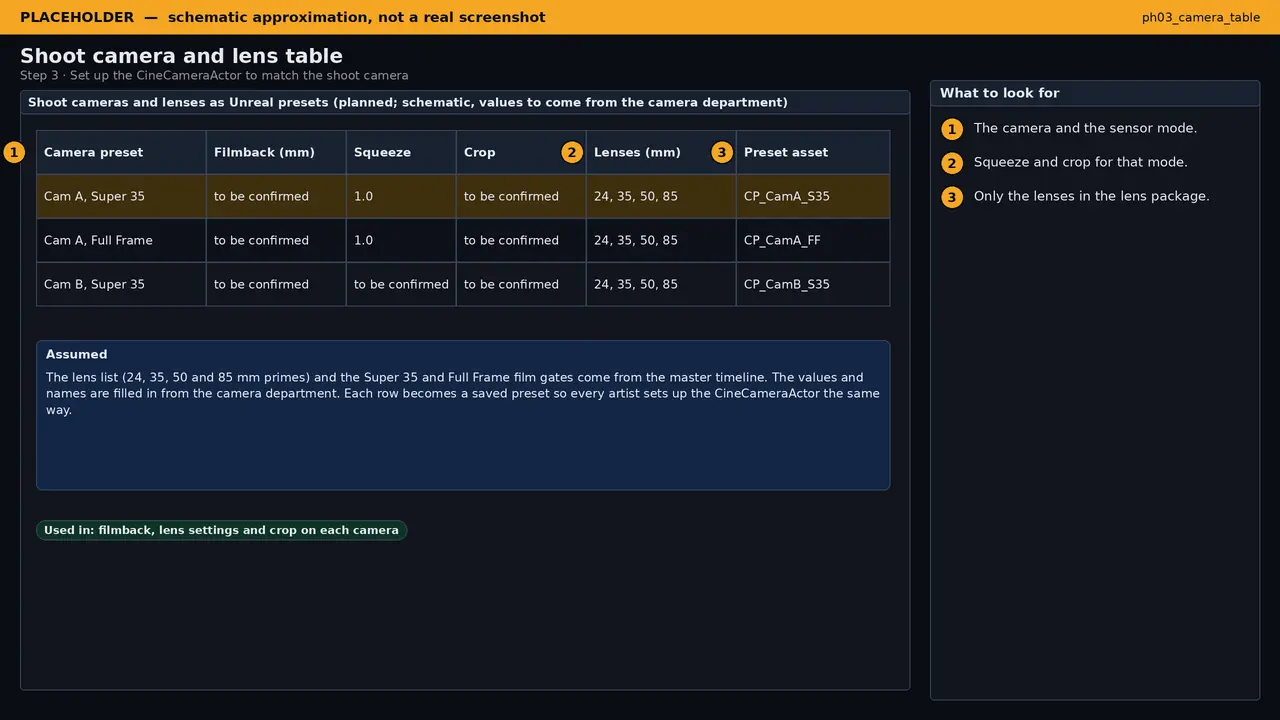 PLACEHOLDER — schematic approximation, not a real screenshot
ph03_camera_table
Shoot camera and lens table
Step 3 · Set up the CineCameraActor to match the shoot camera
Shoot cameras and lenses as Unreal presets (planned; schematic, values to come from the camera department)
1 Camera preset Filmback (mm) Squeeze Crop 2 Lenses (mm) 3 Preset asset
Cam A, Super 35 to be confirmed 1.0 to be confirmed 24, 35, 50, 85 CP_CamA_S35
Cam A, Full Frame to be confirmed 1.0 to be confirmed 24, 35, 50, 85 CP_CamA_FF
Cam B, Super 35 to be confirmed to be confirmed to be confirmed 24, 35, 50, 85 CP_CamB_S35
Assumed
The lens list (24, 35, 50 and 85 mm primes) and the Super 35 and Full Frame film gates come from the master timeline. The values and
names are filled in from the camera department. Each row becomes a saved preset so every artist sets up the CineCameraActor the same
way.
Used in: filmback, lens settings and crop on each camera
What to look for
1 The camera and the sensor mode.
2 Squeeze and crop for that mode.
3 Only the lenses in the lens package.